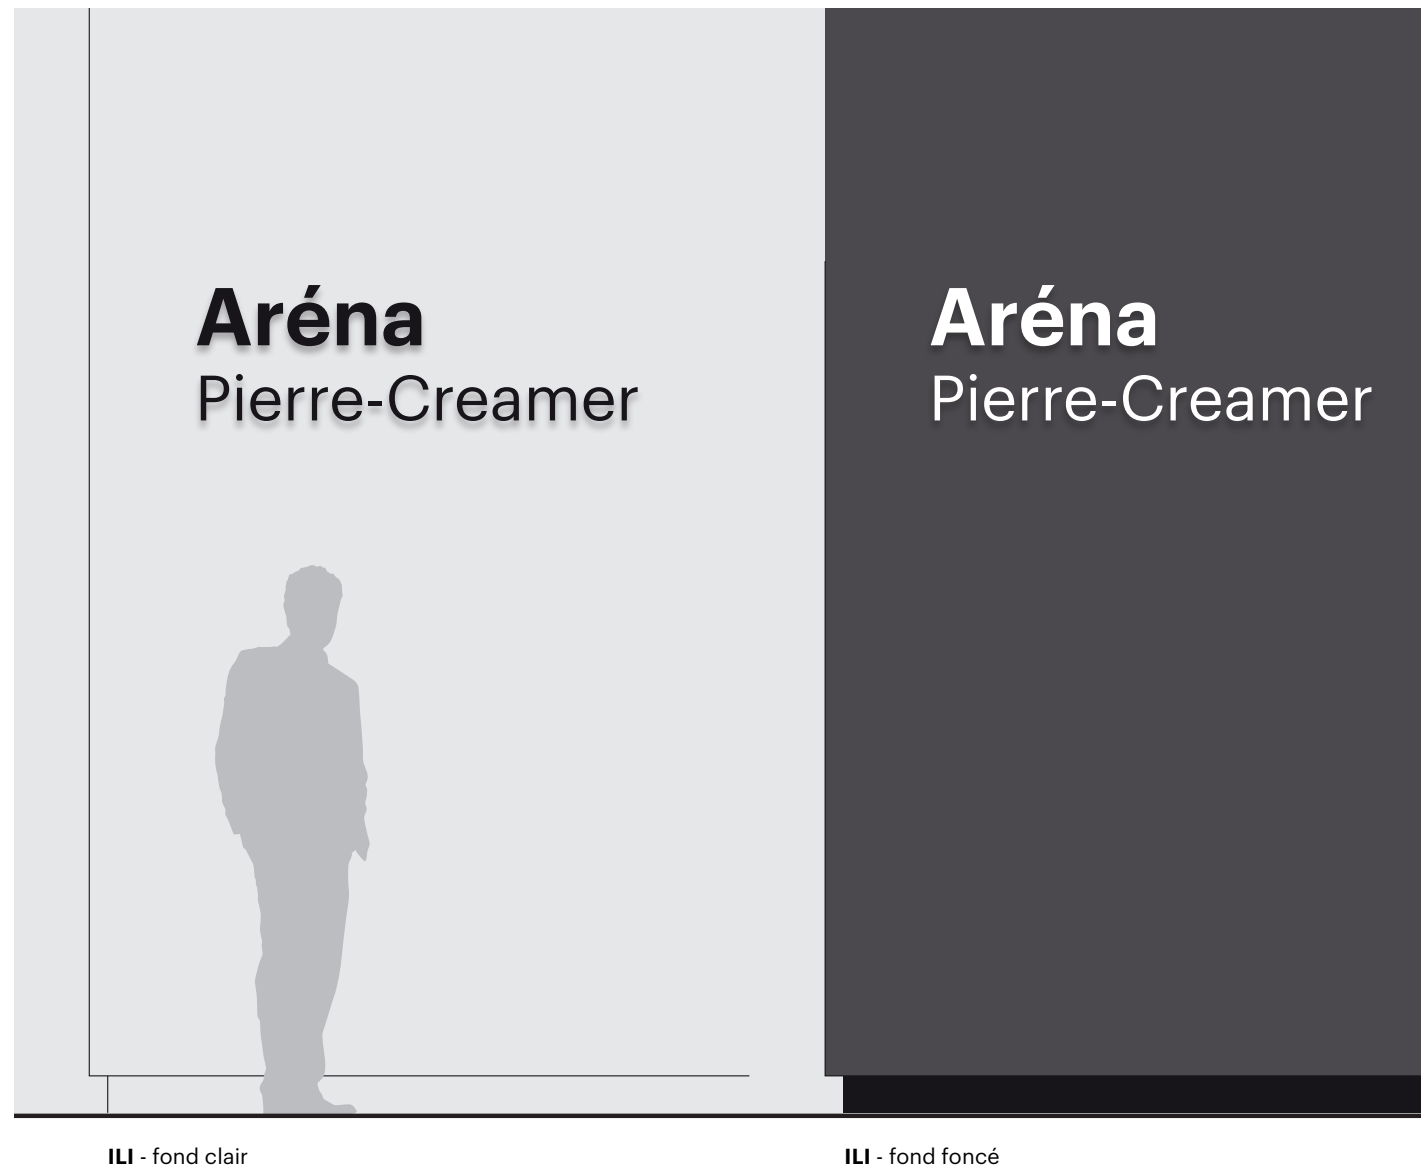 Aréna
Pierre-Creamer
Aréna
Pierre-Creamer
ILI - fond clair
ILI - fond foncé